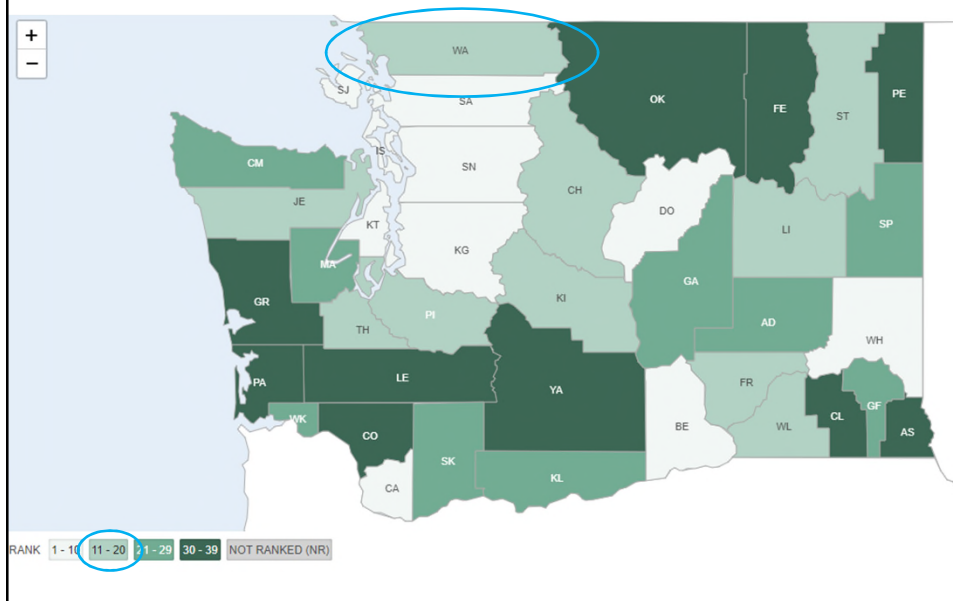 +
−
WA
SJ
SA
OK
FE
ST
PE
IS
CM
SN
CH
JE
DO
KT
KG
LI
SP
MA
GA
KI
GR
PI
AD
TH
WH
PA
LE
YA
FR
GF
WK
CO
BE
WL
CL
AS
SK
KL
CA
RANK 1 - 10 11 - 20 21 - 29 30 - 39 NOT RANKED (NR)